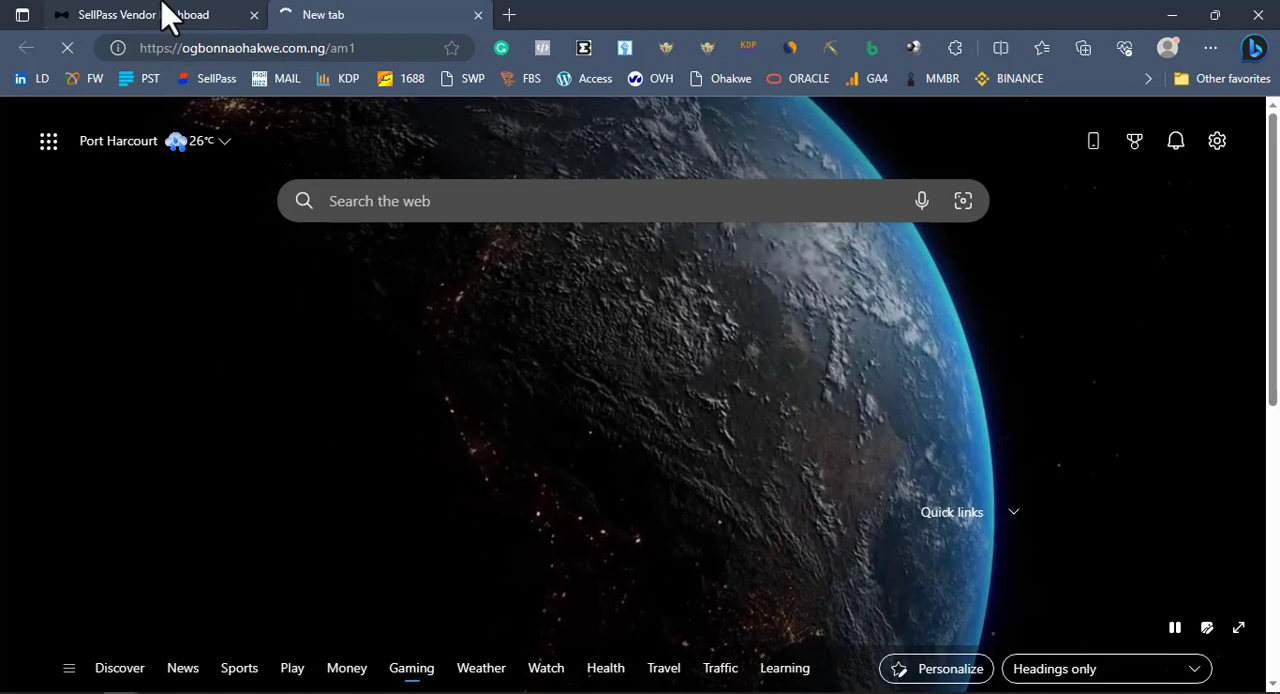 SellPass Vendor
boad
New tab
https://ogbonnaohakwe.com.ng/am1
KDP
LD FW PST SellPass MAIL KDP 1688 SWP FBS Access OVH Ohakwe ORACLE GA4 MMBR BINANCE Other favorites
Port Harcourt 26°C
Search the web
Quick links
Discover News Sports Play Money Gaming Weather Watch Health Travel Traffic Learning Personalize Headings only